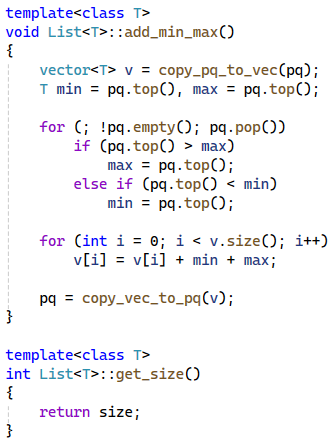 template<class T>
void List<T>::add_min_max()
{
    vector<T> v = copy_pq_to_vec(pq);
    T min = pq.top(), max = pq.top();

    for (; !pq.empty(); pq.pop())
        if (pq.top() > max)
            max = pq.top();
        else if (pq.top() < min)
            min = pq.top();

    for (int i = 0; i < v.size(); i++)
        v[i] = v[i] + min + max;

    pq = copy_vec_to_pq(v);
}

template<class T>
int List<T>::get_size()
{
    return size;
}